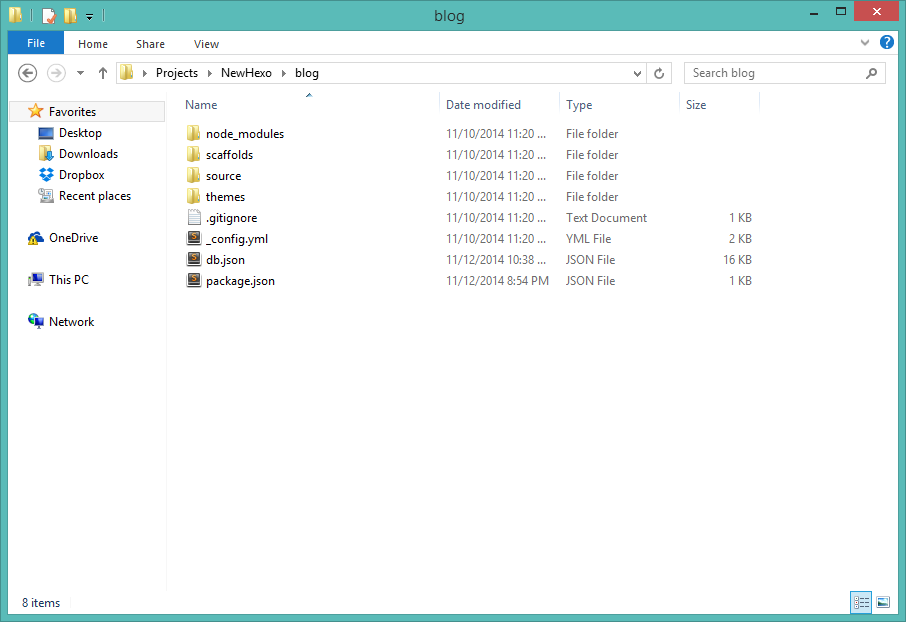 blog
File Home Share View
Projects NewHexo blog Search blog
Name Date modified Type Size
Favorites
Desktop
Downloads
Dropbox
Recent places
OneDrive
This PC
Network
node_modules 11/10/2014 11:20 ... File folder
scaffolds 11/10/2014 11:20 ... File folder
source 11/10/2014 11:20 ... File folder
themes 11/10/2014 11:20 ... File folder
.gitignore 11/10/2014 11:20 ... Text Document 1 KB
_config.yml 11/10/2014 11:20 ... YML File 2 KB
db.json 11/12/2014 10:38 ... JSON File 16 KB
package.json 11/12/2014 8:54 PM JSON File 1 KB
8 items